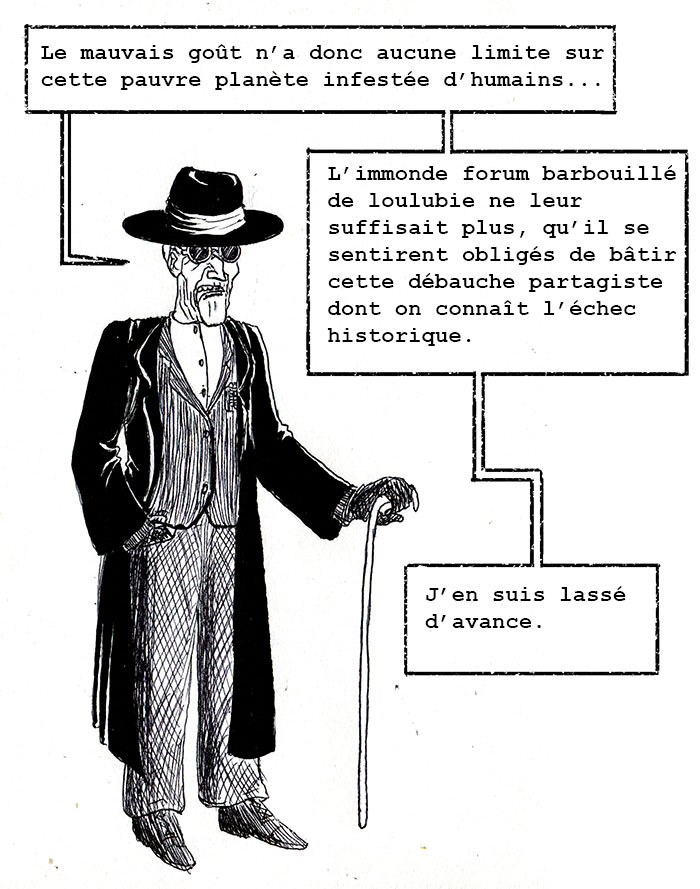 Le mauvais goût n'a donc aucune limite sur
cette pauvre planète infestée d'humains...
L'immonde forum barbouillé
de loulubie ne leur
suffisait plus, qu'il se
sentirent obligés de bâtir
cette débauche partagiste
dont on connaît l'échec
historique.
J'en suis lassé
d'avance.